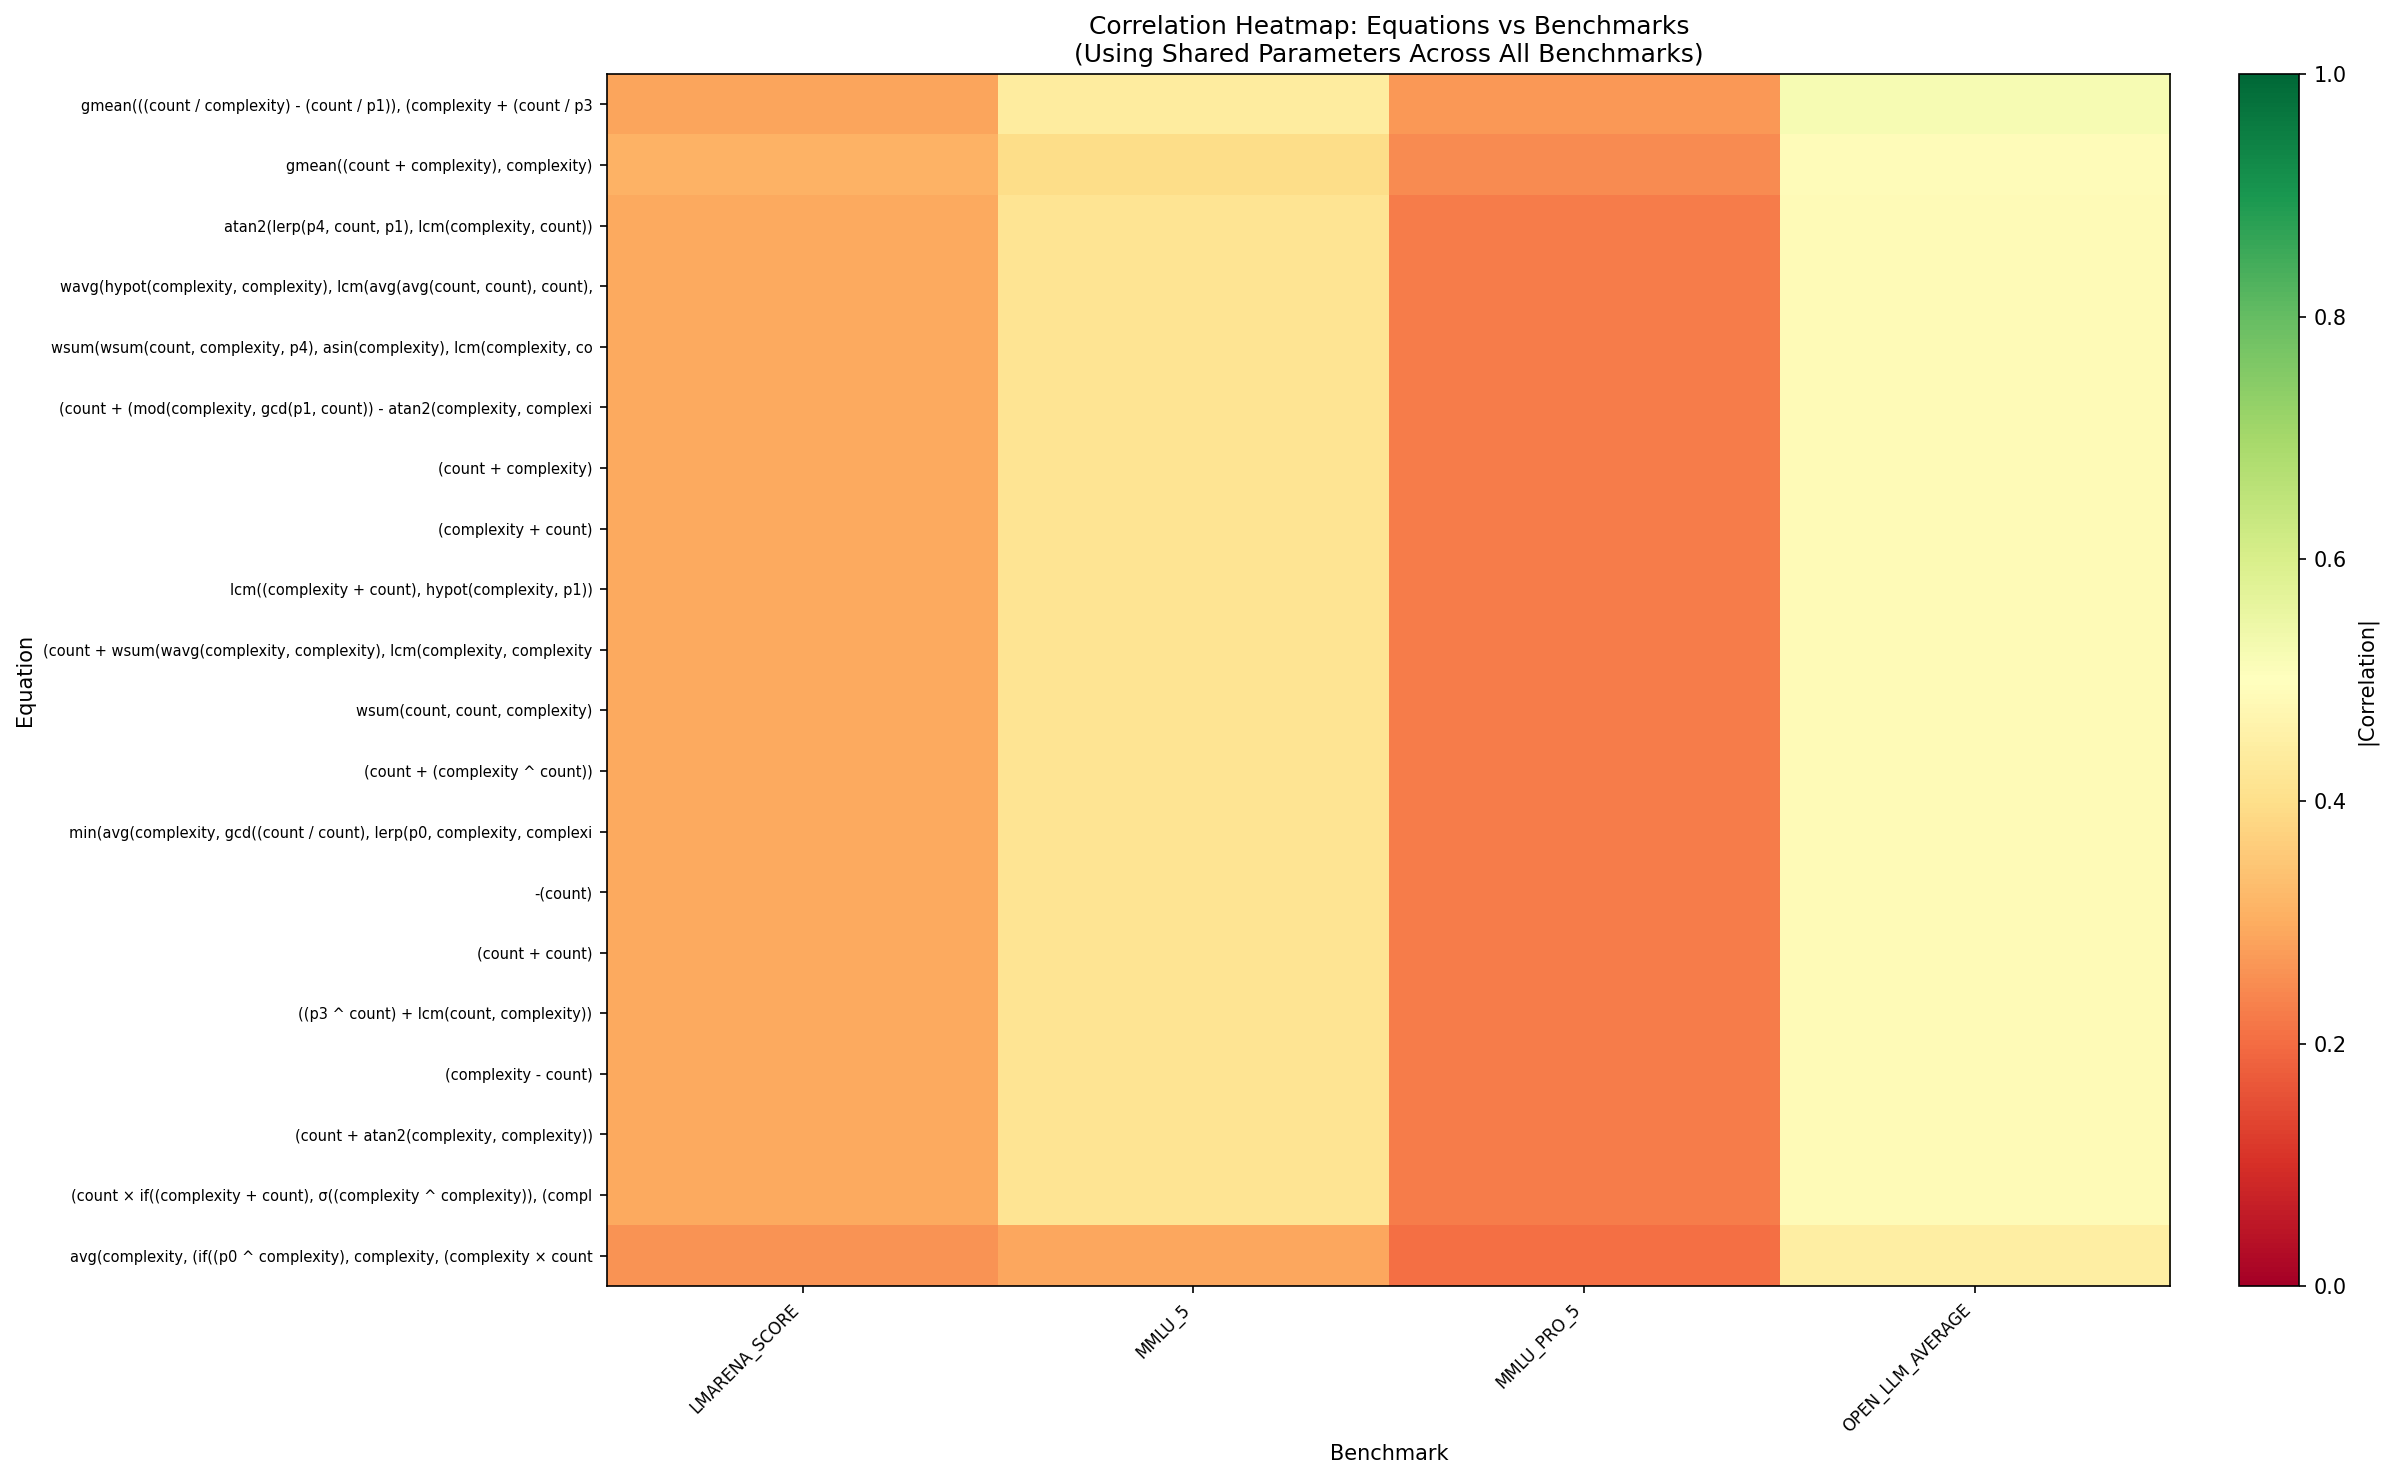 Correlation Heatmap: Equations vs Benchmarks
(Using Shared Parameters Across All Benchmarks)
Equation
gmean(((count / complexity) - (count / p1)), (complexity + (count / p3
gmean((count + complexity), complexity)
atan2(lerp(p4, count, p1), lcm(complexity, count))
wavg(hypot(complexity, complexity), lcm(avg(avg(count, count), count),
wsum(wsum(count, complexity, p4), asin(complexity), lcm(complexity, co
(count + (mod(complexity, gcd(p1, count)) - atan2(complexity, complexi
(count + complexity)
(complexity + count)
lcm((complexity + count), hypot(complexity, p1))
(count + wsum(wavg(complexity, complexity), lcm(complexity, complexity
wsum(count, count, complexity)
(count + (complexity ^ count))
min(avg(complexity, gcd((count / count), lerp(p0, complexity, complexi
-(count)
(count + count)
((p3 ^ count) + lcm(count, complexity))
(complexity - count)
(count + atan2(complexity, complexity))
(count × if((complexity + count), σ((complexity ^ complexity)), (compl
avg(complexity, (if((p0 ^ complexity), complexity, (complexity × count
LMARENA_SCORE
MMLU_5
MMLU_PRO_5
OPEN_LLM_AVERAGE
Benchmark
1.0
0.8
0.6
0.4
0.2
0.0
|Correlation|